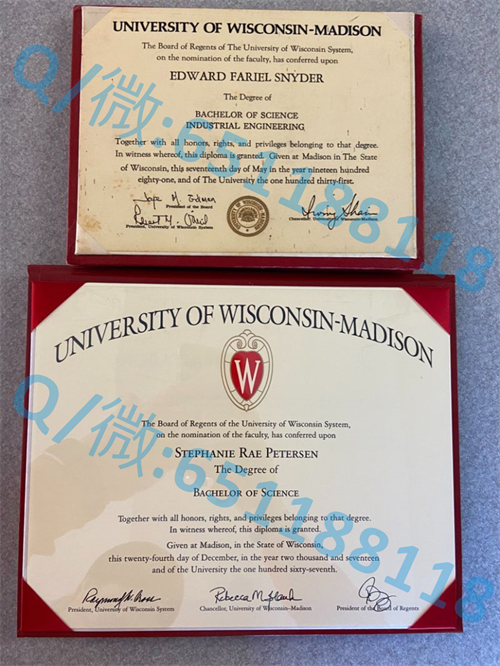 UNIVERSITY OF WISCONSIN-MADISON
The Board of Regents of The University of Wisconsin System,
on the nomination of the faculty, has conferred upon
EDWARD FARIEL SNYDER
The Degree of
BACHELOR OF SCIENCE
INDUSTRIAL ENGINEERING
Together with all honors, rights, and privileges belonging to that degree.
In witness whereof, this diploma is granted. Given at Madison in The State
of Wisconsin, this seventeenth day of May in the year nineteen hundred
eighty-one, and of The University the one hundred thirty-first.
President of the Board
President, University of Wisconsin System
Chancellor, University of Wisconsin-Madison
Q/微:6511881118
UNIVERSITY OF WISCONSIN-MADISON
W
The Board of Regents of the University of Wisconsin System,
on the nomination of the faculty, has conferred upon
STEPHANIE RAE PETERSEN
The Degree of
BACHELOR OF SCIENCE
Together with all honors, rights, and privileges belonging to that degree.
In witness whereof, this diploma is granted.
Given at Madison, in the State of Wisconsin,
this twenty-fourth day of December, in the year two thousand and seventeen
and of the University the one hundred sixty-seventh.
President, University of Wisconsin System
Chancellor, University of Wisconsin–Madison
President of the Board of Regents
Q/微:6511881118